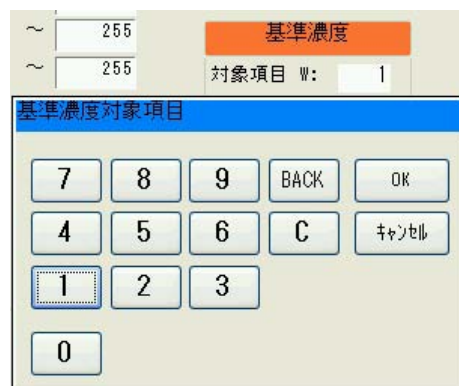 ～ 255 基準濃度
～ 255 対象項目 W: 1
基準濃度対象項目
7 8 9 BACK OK
4 5 6 C ｷｬﾝｾﾙ
1 2 3
0